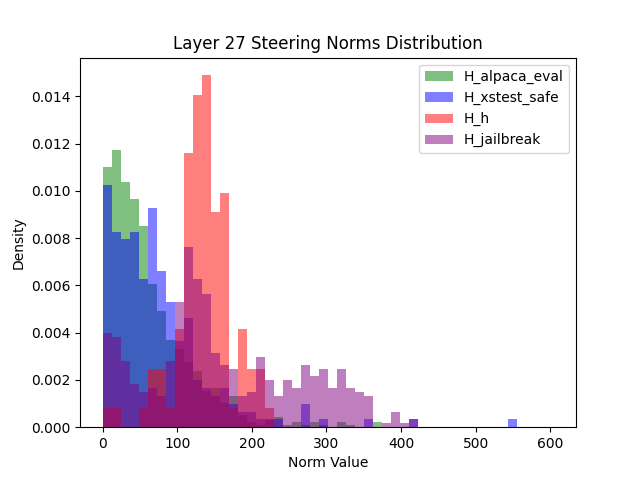 Layer 27 Steering Norms Distribution
H_alpaca_eval
H_xstest_safe
H_h
H_jailbreak
0.014
0.012
0.010
0.008
0.006
0.004
0.002
0.000
Density
0 100 200 300 400 500 600
Norm Value